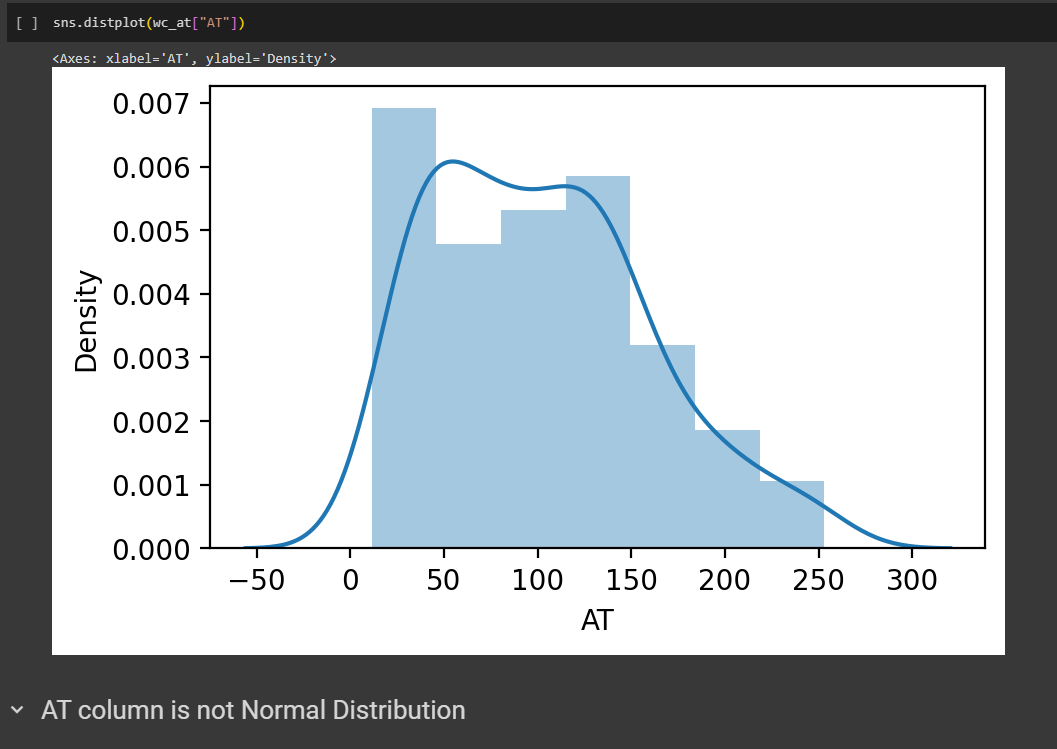 [ ] sns.distplot(wc_at["AT"])
<Axes: xlabel='AT', ylabel='Density'>
0.007
0.006
0.005
0.004
0.003
0.002
0.001
0.000
Density
−50 0 50 100 150 200 250 300
AT
AT column is not Normal Distribution